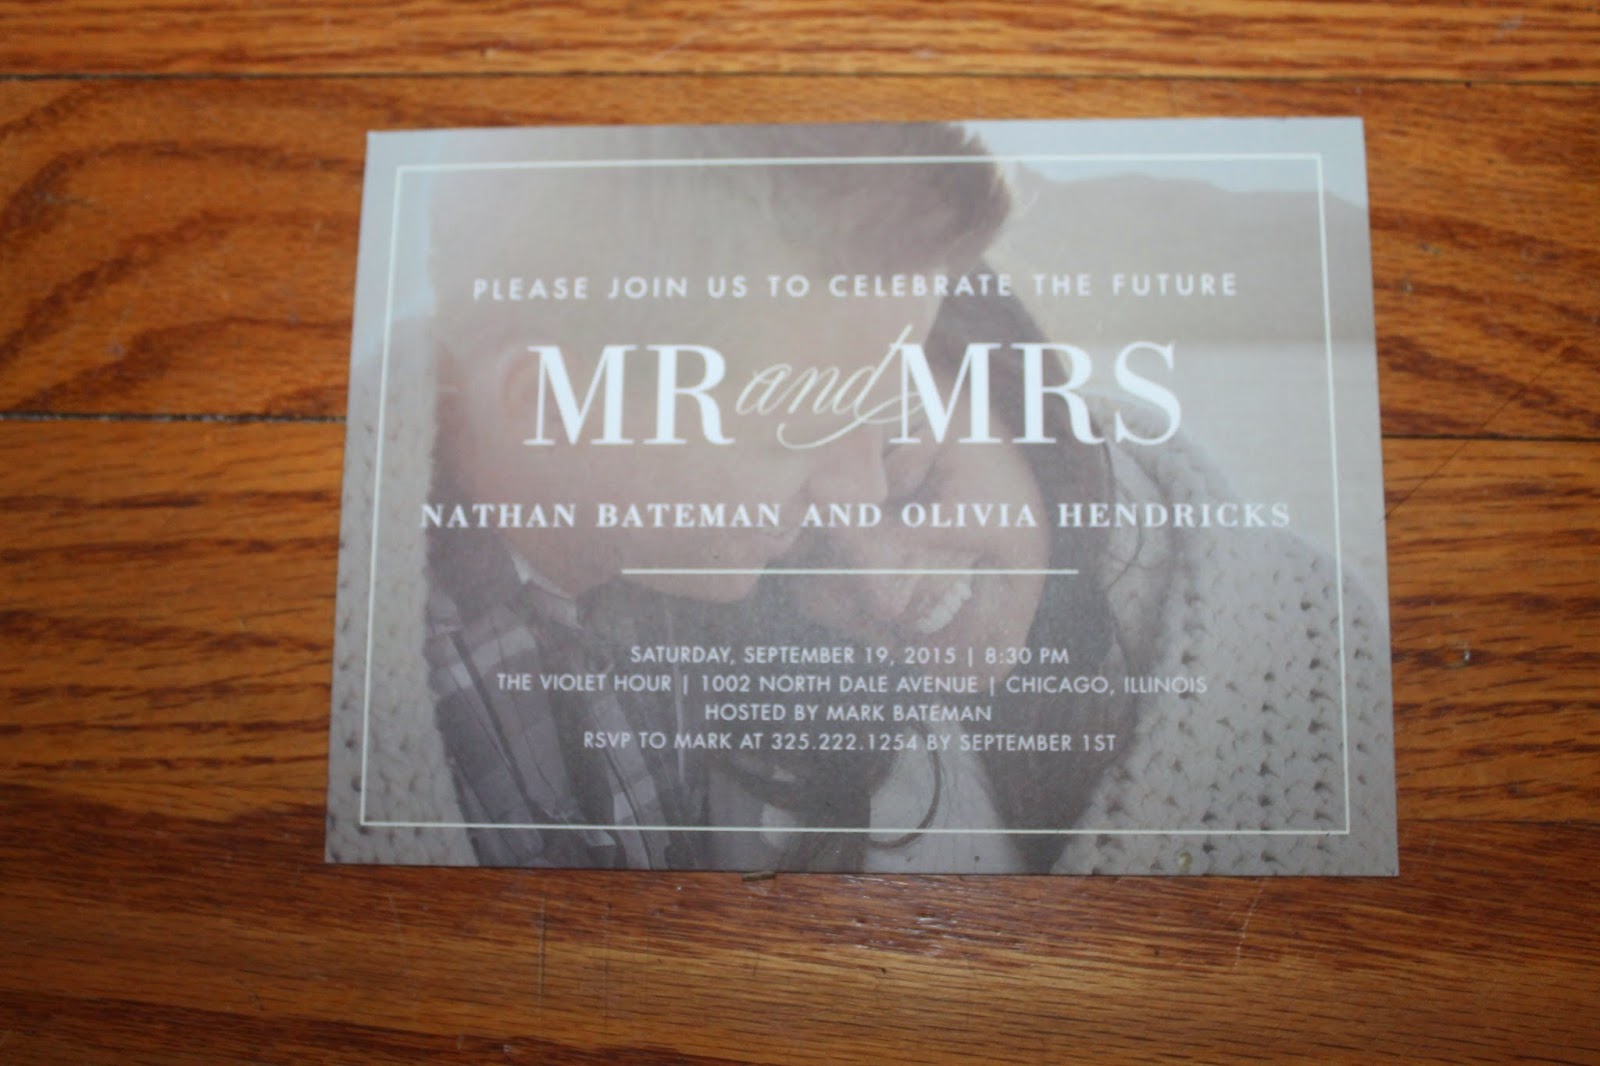 PLEASE JOIN US TO CELEBRATE THE FUTURE
MR and MRS
NATHAN BATEMAN AND OLIVIA HENDRICKS
SATURDAY, SEPTEMBER 19, 2015 | 8:30 PM
THE VIOLET HOUR | 1002 NORTH DALE AVENUE | CHICAGO, ILLINOIS
HOSTED BY MARK BATEMAN
RSVP TO MARK AT 325.222.1254 BY SEPTEMBER 1ST